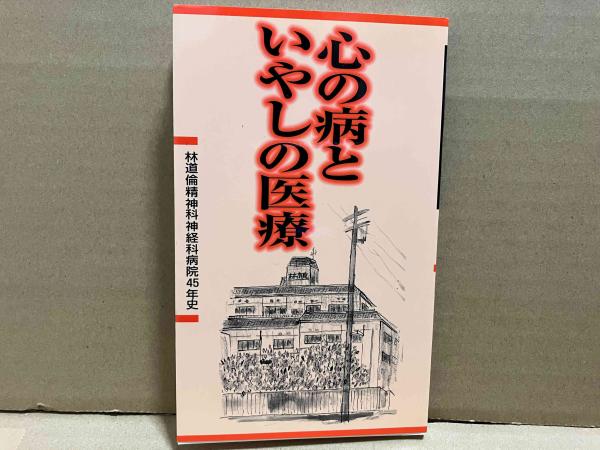 心の病と
いやしの医療
林道倫精神科神経科病院45年史